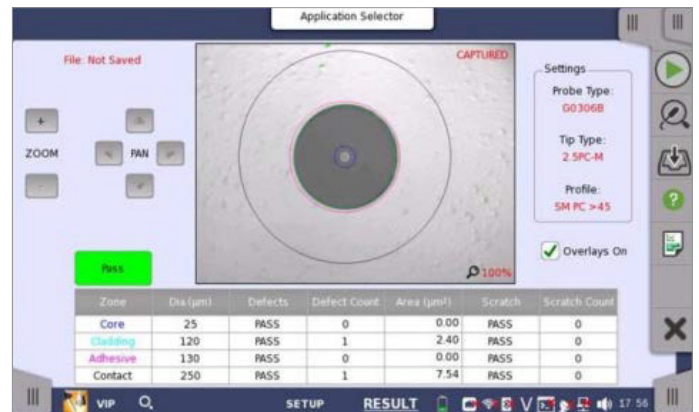 Application Selector
File: Not Saved
CAPTURED
Settings
Probe Type:
G0306B
Tip Type:
2.5PC-M
Profile:
SM PC >45
+
ZOOM
PAN
-
Overlays On
100%
Pass
Zone Dia (µm) Defects Defect Count Area (µm²) Scratch Scratch Count
Core 25 PASS 0 0.00 PASS 0
Cladding 120 PASS 1 2.40 PASS 0
Adhesive 130 PASS 0 0.00 PASS 0
Contact 250 PASS 1 7.54 PASS 0
VIP SETUP RESULT V 17 56